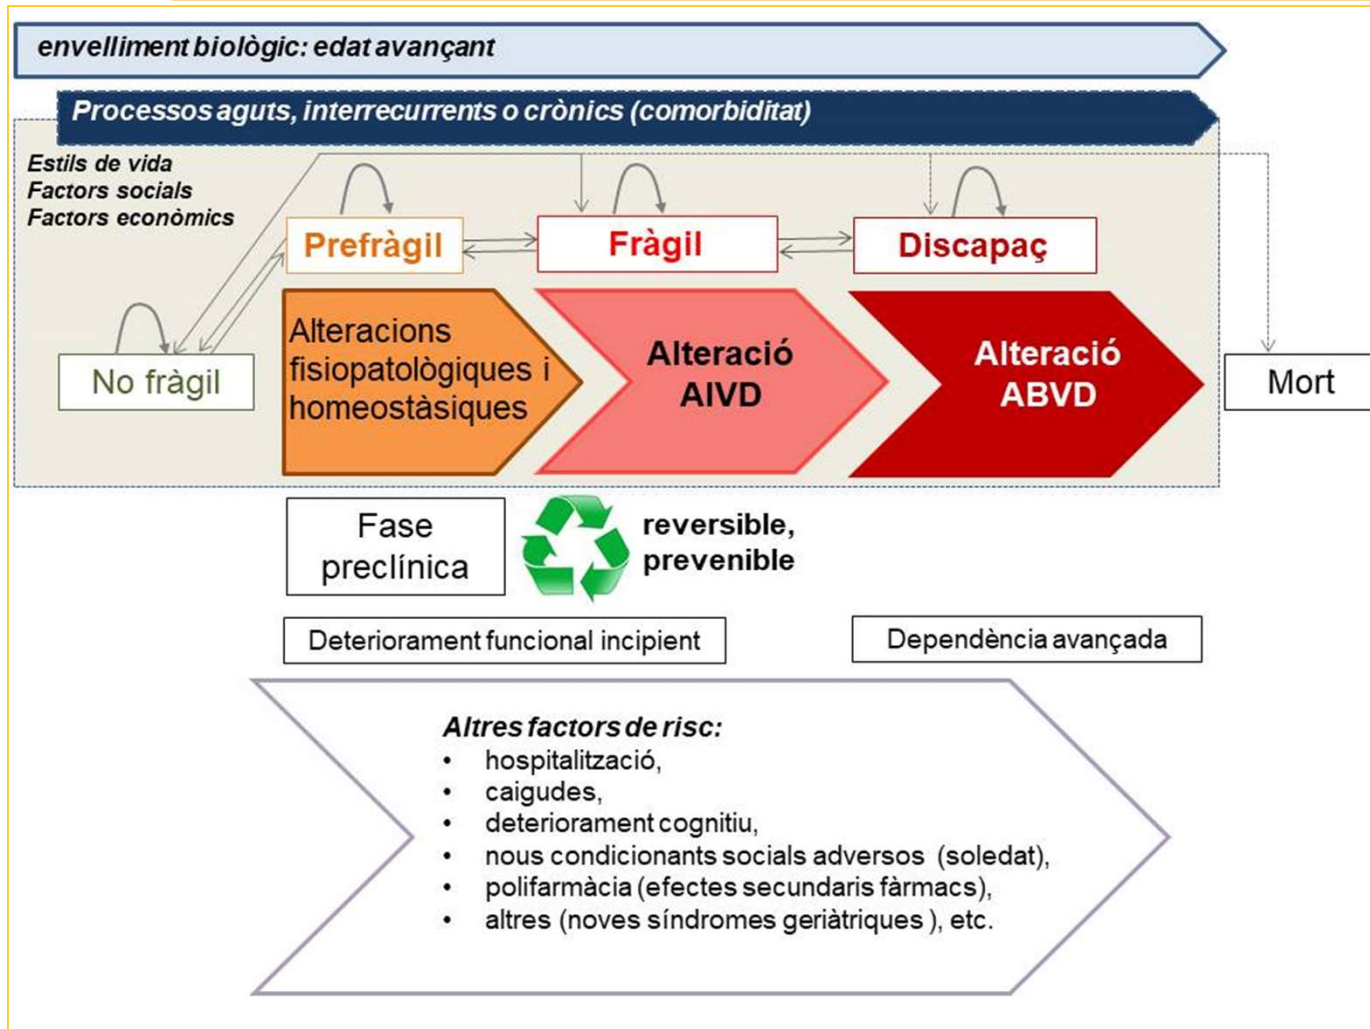 envelliment biològic: edat avançant
Processos aguts, interrecurrents o crònics (comorbiditat)
Estils de vida
Factors socials
Factors econòmics
Prefràgil
Fràgil
Discapaç
No fràgil
Alteracions
fisiopatològiques i
homeostàsiques
Alteració
AIVD
Alteració
ABVD
Mort
Fase
preclínica
reversible,
prevenible
Deteriorament funcional incipient
Dependència avançada
Altres factors de risc:
• hospitalització,
• caigudes,
• deteriorament cognitiu,
• nous condicionants socials adversos (soledat),
• polifarmàcia (efectes secundaris fàrmacs),
• altres (noves síndromes geriàtriques ), etc.